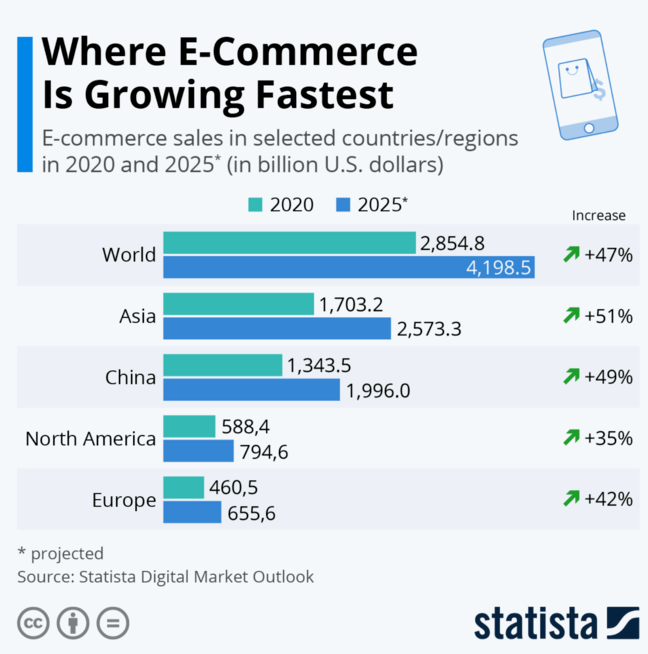 Where E-Commerce
Is Growing Fastest
E-commerce sales in selected countries/regions
in 2020 and 2025* (in billion U.S. dollars)
2020 2025*
Increase
World 2,854.8 +47%
4,198.5
Asia 1,703.2 +51%
2,573.3
China 1,343.5 +49%
1,996.0
North America 588,4 +35%
794,6
Europe 460,5 +42%
655,6
* projected
Source: Statista Digital Market Outlook
cc
statista
$